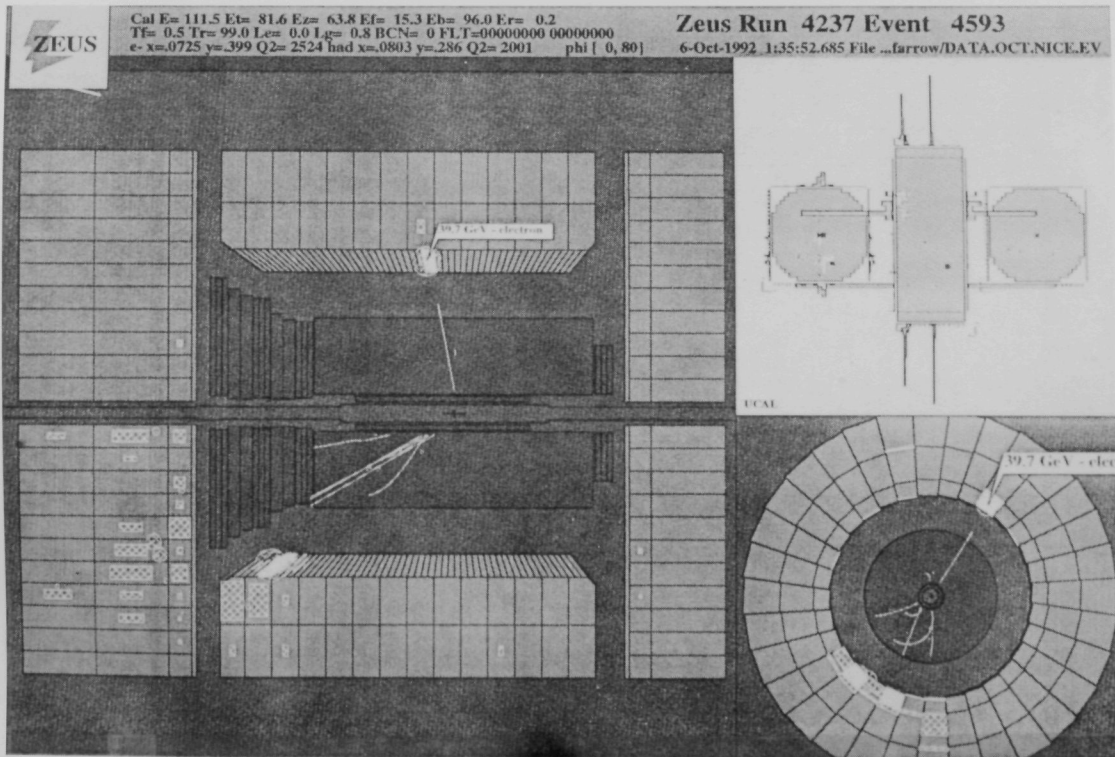 ZEUS
Cal E= 111.5 Et= 81.6 Ez= 63.8 Ef= 15.3 Eb= 96.0 Er= 0.2
Tf= 0.5 Tr= 99.0 Le= 0.0 Lg= 0.8 BCN= 0 FLT=00000000 00000000
e- x=.0725 y=.399 Q2= 2524 had x=.0803 y=.286 Q2= 2001 phi [ 0, 80]
Zeus Run 4237 Event 4593
6-Oct-1992 1:35:52.685 File ...farrow/DATA.OCT.NICE.EV
39.7 GeV - electron
UCAL
39.7 GeV - elec